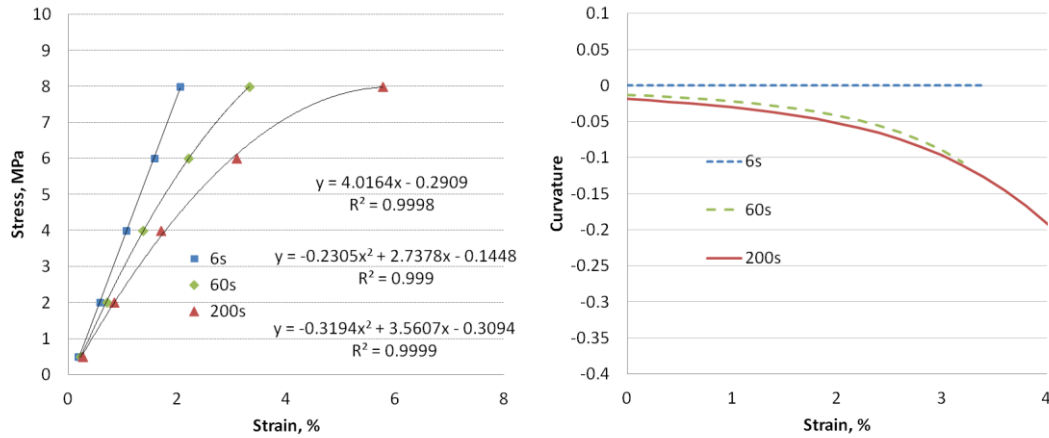 10
9
8
7
6
5
4
3
2
1
0
Stress, MPa
y = 4.0164x - 0.2909
R² = 0.9998
6s
60s
200s
y = -0.2305x² + 2.7378x - 0.1448
R² = 0.999
y = -0.3194x² + 3.5607x - 0.3094
R² = 0.9999
0 2 4 6 8
Strain, %
0.1
0.05
0
-0.05
-0.1
-0.15
-0.2
-0.25
-0.3
-0.35
-0.4
Curvature
6s
60s
200s
0 1 2 3 4
Strain, %